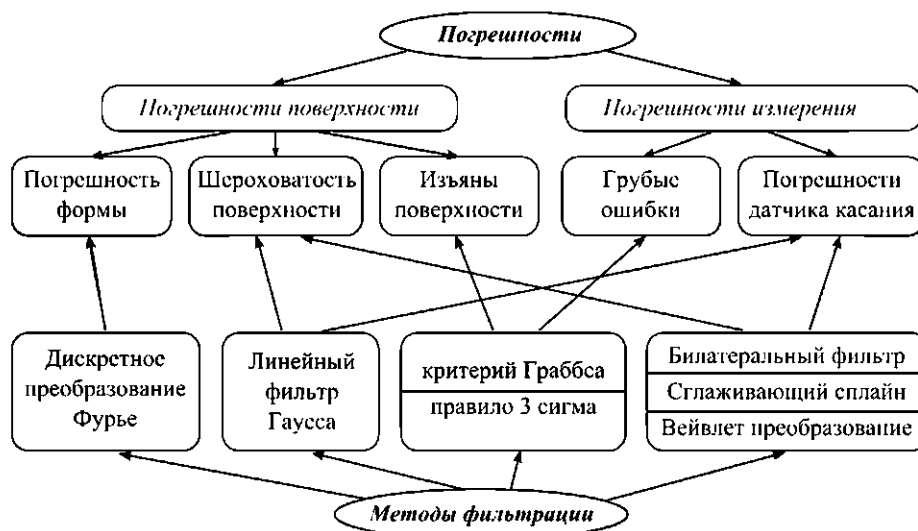 Погрешности
Погрешности поверхности
Погрешности измерения
Погрешность
формы
Шероховатость
поверхности
Изъяны
поверхности
Грубые
ошибки
Погрешности
датчика касания
Дискретное
преобразование
Фурье
Линейный
фильтр
Гаусса
критерий Граббса
правило 3 сигма
Билатеральный фильтр
Сглаживающий сплайн
Вейвлет преобразование
Методы фильтрации